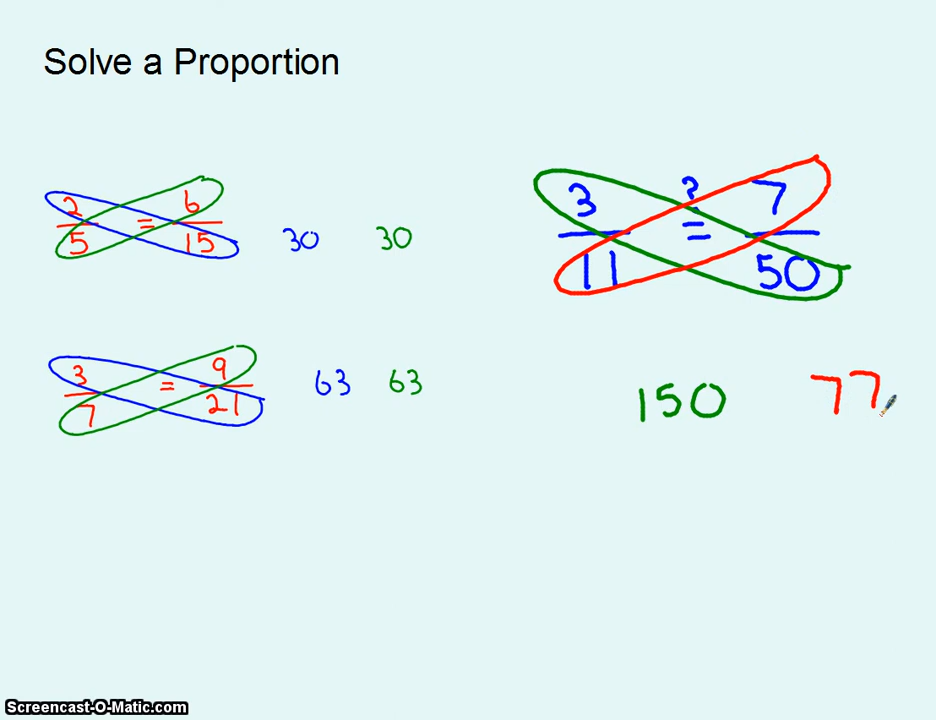 Solve a Proportion
2/5 = 6/15 30 30
3/7 = 9/21 63 63
3/11 ?= 7/50
150 77
Screencast-O-Matic.com